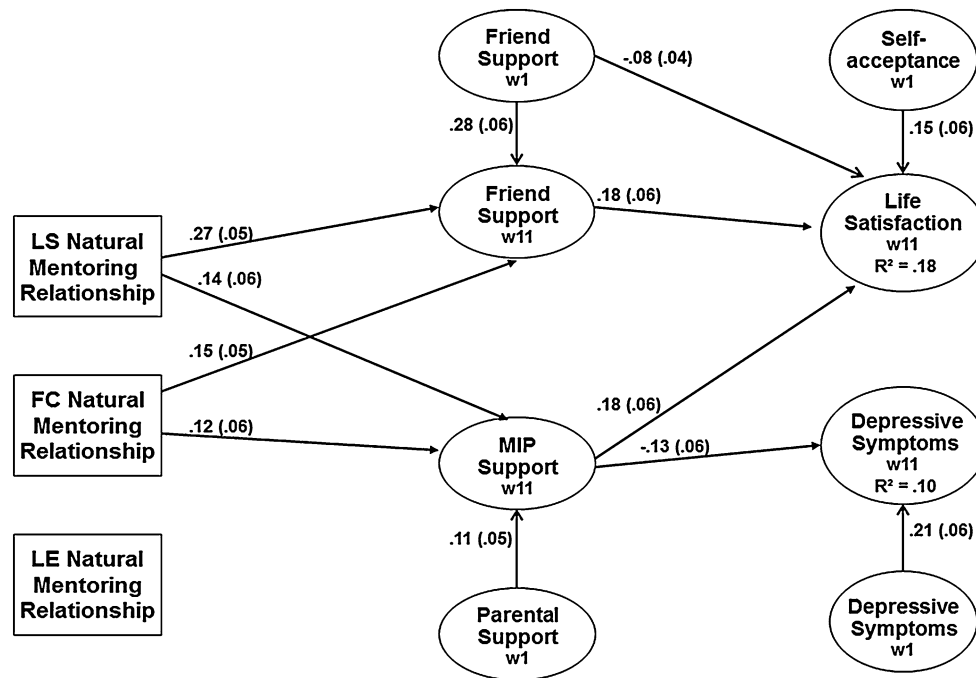 Friend
Support
w1
-.08 (.04)
Self-
acceptance
w1
.28 (.06)
.15 (.06)
Friend
Support
w11
.18 (.06)
Life
Satisfaction
w11
R² = .18
LS Natural
Mentoring
Relationship
.27 (.05)
.14 (.06)
.15 (.05)
FC Natural
Mentoring
Relationship
.12 (.06)
.18 (.06)
MIP
Support
w11
-.13 (.06)
Depressive
Symptoms
w11
R² = .10
.11 (.05)
.21 (.06)
LE Natural
Mentoring
Relationship
Parental
Support
w1
Depressive
Symptoms
w1